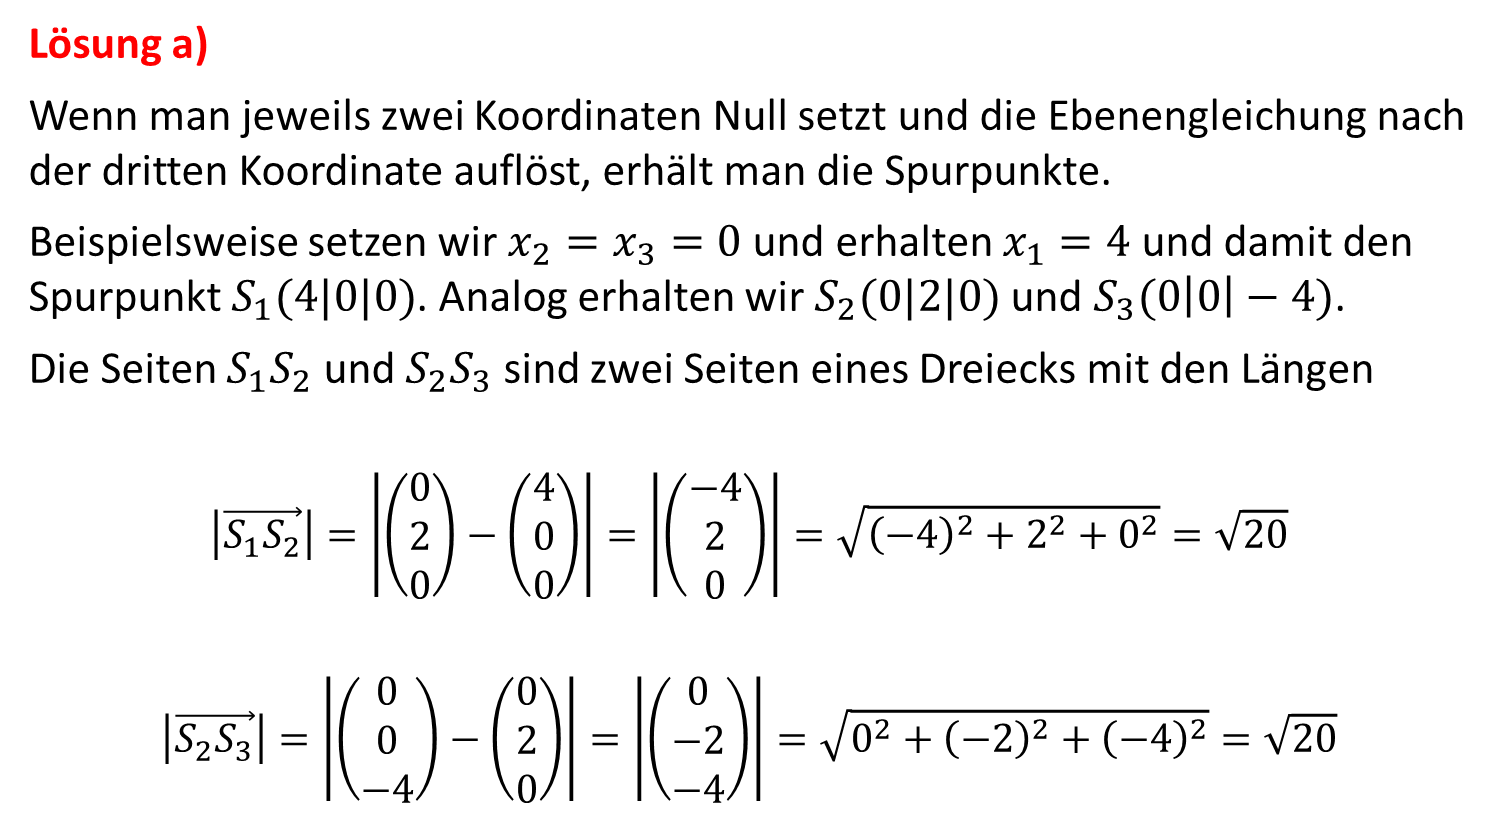 Lösung a)
Wenn man jeweils zwei Koordinaten Null setzt und die Ebenengleichung nach
der dritten Koordinate auflöst, erhält man die Spurpunkte.
Beispielsweise setzen wir x₂ = x₃ = 0 und erhalten x₁ = 4 und damit den
Spurpunkt S₁(4|0|0). Analog erhalten wir S₂(0|2|0) und S₃(0|0| − 4).
Die Seiten S₁S₂ und S₂S₃ sind zwei Seiten eines Dreiecks mit den Längen
|\overrightarrow{S₁S₂}| = |(0 2 0) − (4 0 0)| = |(−4 2 0)| = √((−4)² + 2² + 0²) = √20
|\overrightarrow{S₂S₃}| = |(0 0 −4) − (0 2 0)| = |(0 −2 −4)| = √(0² + (−2)² + (−4)²) = √20